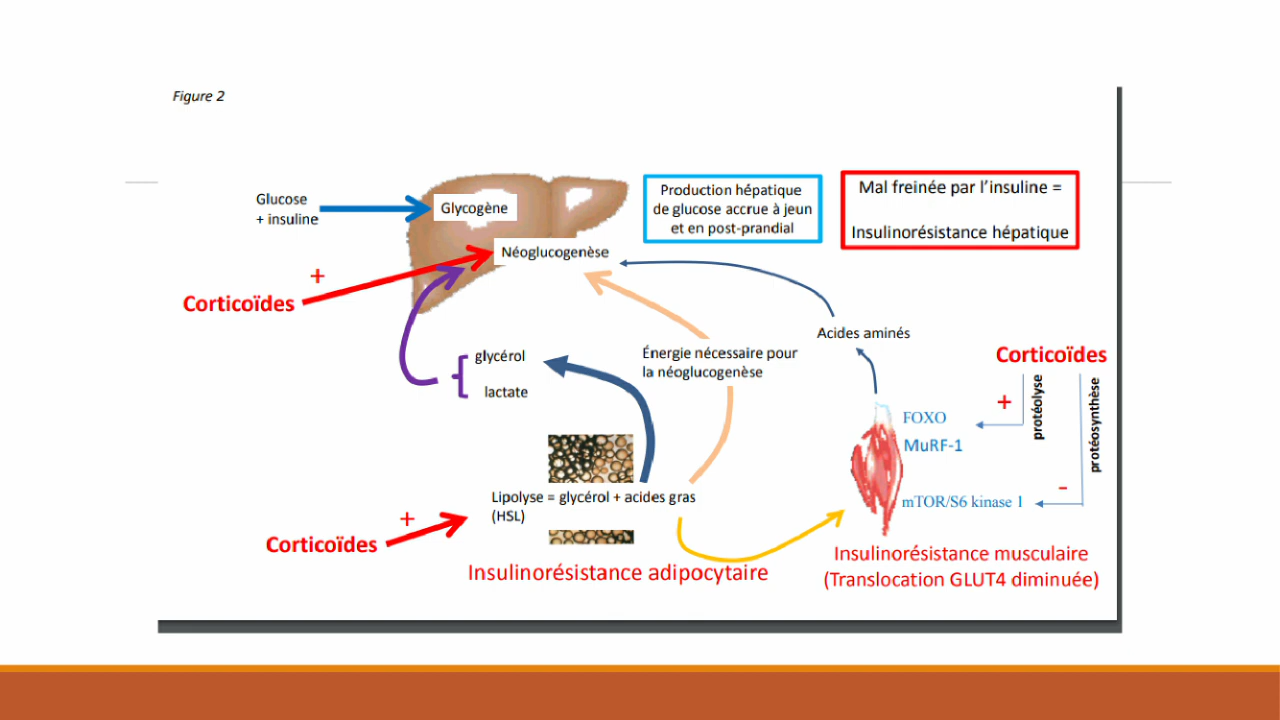 Figure 2
Glucose
+ insuline
Glycogène
Production hépatique
de glucose accrue à jeun
et en post-prandial
Mal freinée par l'insuline =
Insulinorésistance hépatique
Néoglucogenèse
+
Corticoïdes
Acides aminés
glycérol
lactate
Énergie nécessaire pour
la néoglucogenèse
Corticoïdes
+
protéolyse
protéosynthèse
FOXO
MuRF-1
-
mTOR/S6 kinase 1
Lipolyse = glycérol + acides gras
(HSL)
+
Corticoïdes
Insulinorésistance adipocytaire
Insulinorésistance musculaire
(Translocation GLUT4 diminuée)